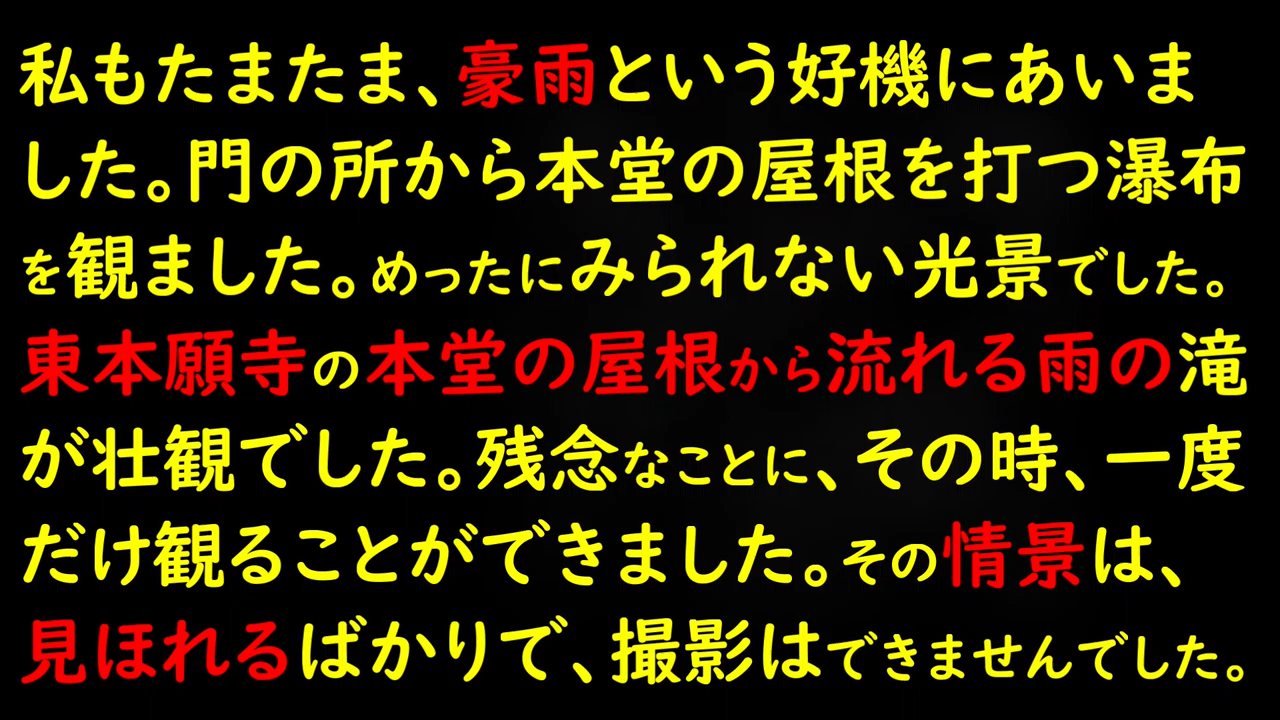 私もたまたま、豪雨という好機にあいま
した。門の所から本堂の屋根を打つ瀑布
を観ました。めったにみられない光景でした。
東本願寺の本堂の屋根から流れる雨の滝
が壮観でした。残念なことに、その時、一度
だけ観ることができました。その情景は、
見ほれるばかりで、撮影はできませんでした。